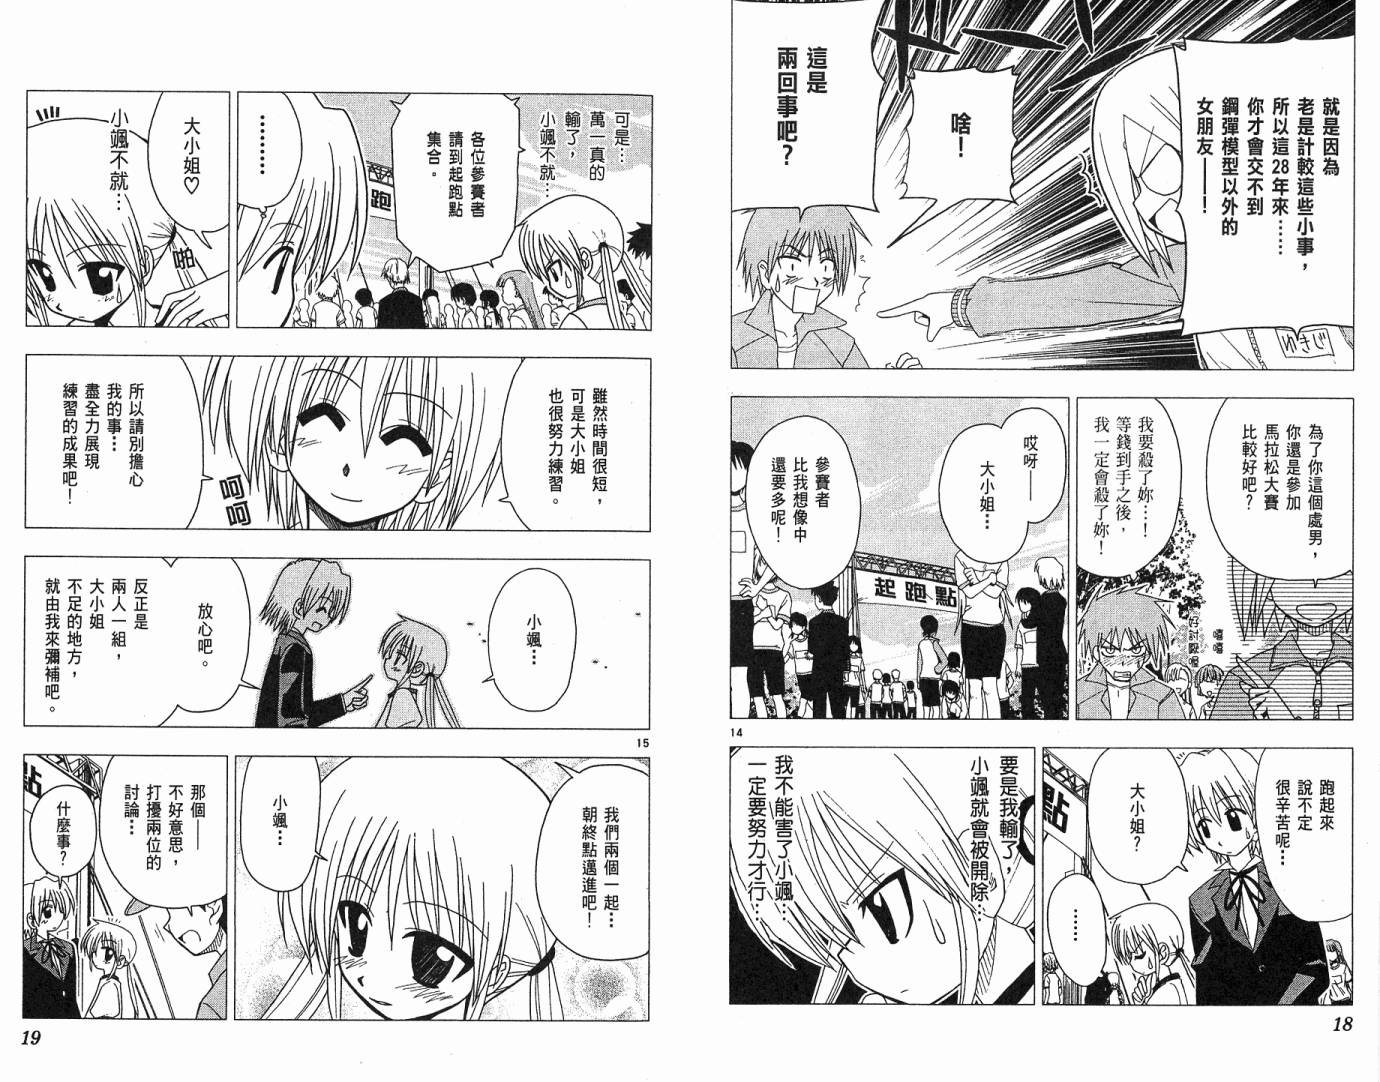 就是因為
老是計較這些小事，
所以這28年來……
你才會交不到
鋼彈模型以外的
女朋友——！
啥！
這是
兩回事吧？
ゆきじ
為了你這個處男，
你還是參加
馬拉松大賽
比較好吧？
我要殺了妳…！
等錢到手之後，
我一定會殺了妳！
嘻嘻
好討厭喔
哎呀——
大小姐…
參賽者
比我想像中
還要多呢！
起跑點
14
跑起來
說不定
很辛苦呢…
大小姐？
……
點
要是我輸了，
小颯就會被開除…
我不能害了小颯…
一定要努力才行…
18
可是…
萬一真的
輸了，
小颯不就…
各位參賽者
請到起跑點
集合。
跑
………
大小姐♡
小颯不就…
啪
雖然時間很短，
可是大小姐
也很努力練習。
所以請別擔心
我的事…
盡全力展現
練習的成果吧！
呵呵
小颯…
放心吧。
反正是
兩人一組，
大小姐
不足的地方，
就由我來彌補吧。
15
我們兩個一起…
朝終點邁進吧！
小颯…
那個——
不好意思，
打擾兩位的
討論…
什麼事？
點
19